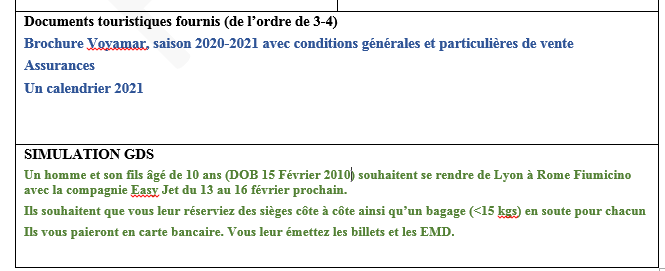 Documents touristiques fournis (de l’ordre de 3-4)
Brochure Voyamar, saison 2020-2021 avec conditions générales et particulières de vente
Assurances
Un calendrier 2021
SIMULATION GDS
Un homme et son fils âgé de 10 ans (DOB 15 Février 2010) souhaitent se rendre de Lyon à Rome Fiumicino
avec la compagnie Easy Jet du 13 au 16 février prochain.
Ils souhaitent que vous leur réserviez des sièges côte à côte ainsi qu’un bagage (<15 kgs) en soute pour chacun
Ils vous paieront en carte bancaire. Vous leur émettez les billets et les EMD.